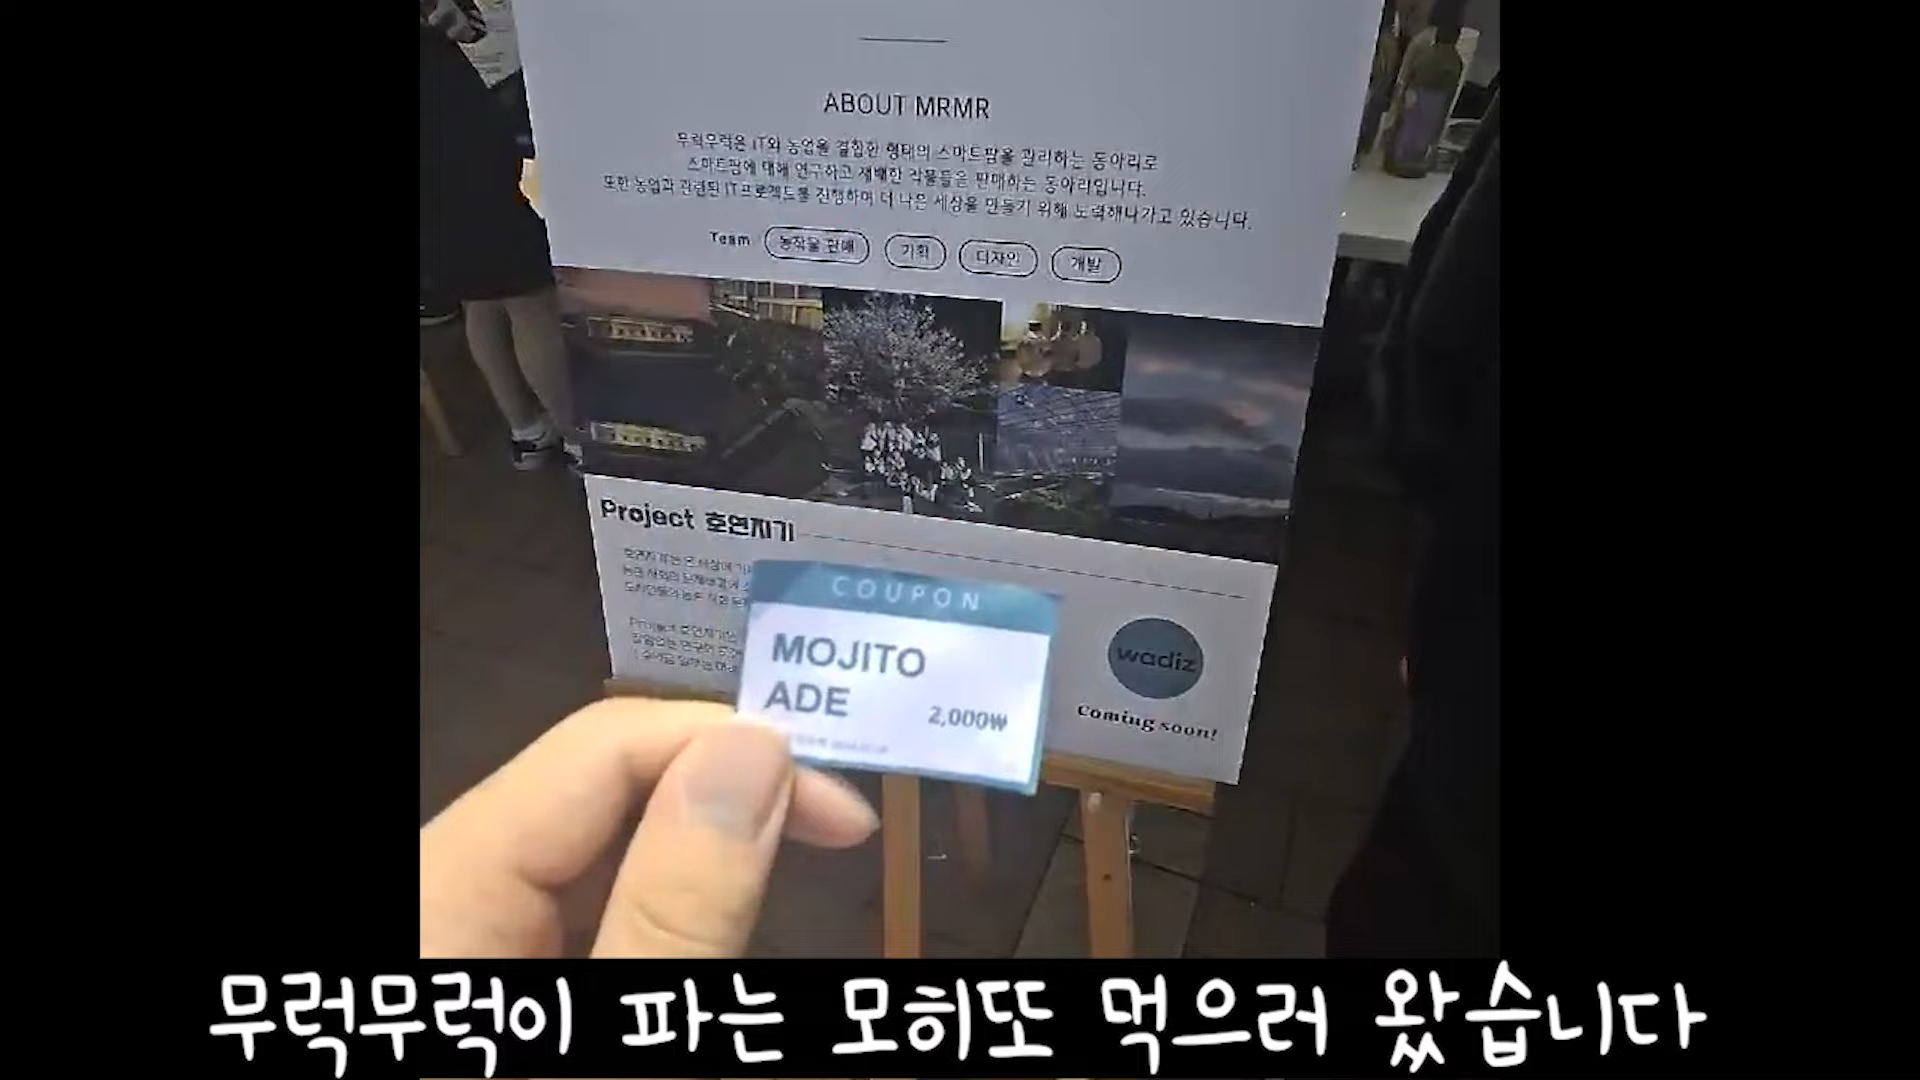 ABOUT MRMR
무럭무럭은 IT와 농업을 결합한 형태의 스마트팜을 관리하는 동아리로
스마트팜에 대해 연구하고 재배한 작물들을 판매하는 동아리입니다.
또한 농업과 관련된 IT프로젝트를 진행하며 더 나은 세상을 만들기 위해 노력해나가고 있습니다.
Team 농작물 판매 기획 디자인 개발
Project 호연지기
COUPON
MOJITO
ADE
2,000₩
wadiz
Coming soon!
무럭무럭이 파는 모히또 먹으러 왔습니다